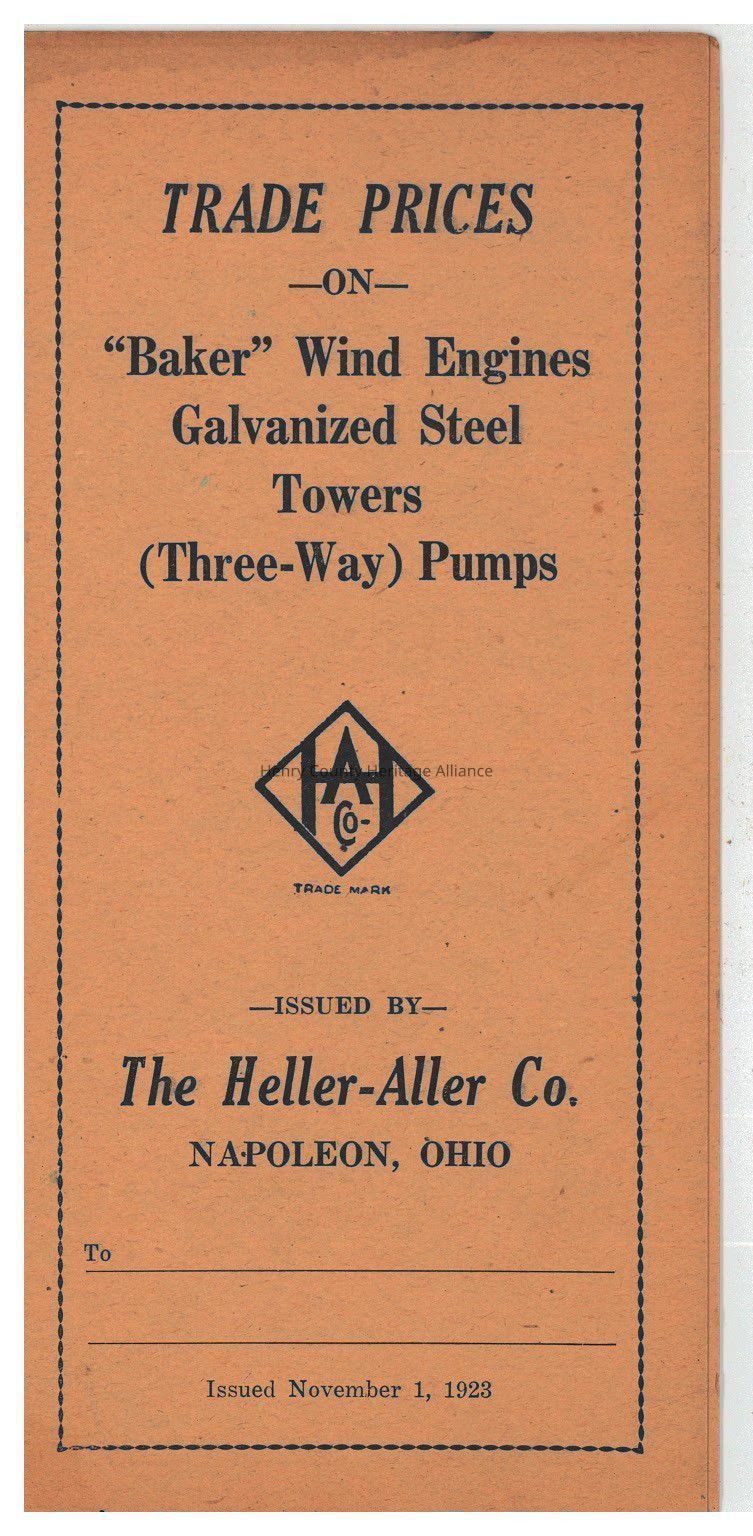 TRADE PRICES
—ON—
“Baker” Wind Engines
Galvanized Steel
Towers
(Three-Way) Pumps
HAH
Co-
Henry County Heritage Alliance
TRADE MARK
—ISSUED BY—
The Heller-Aller Co.
NAPOLEON, OHIO
To
Issued November 1, 1923